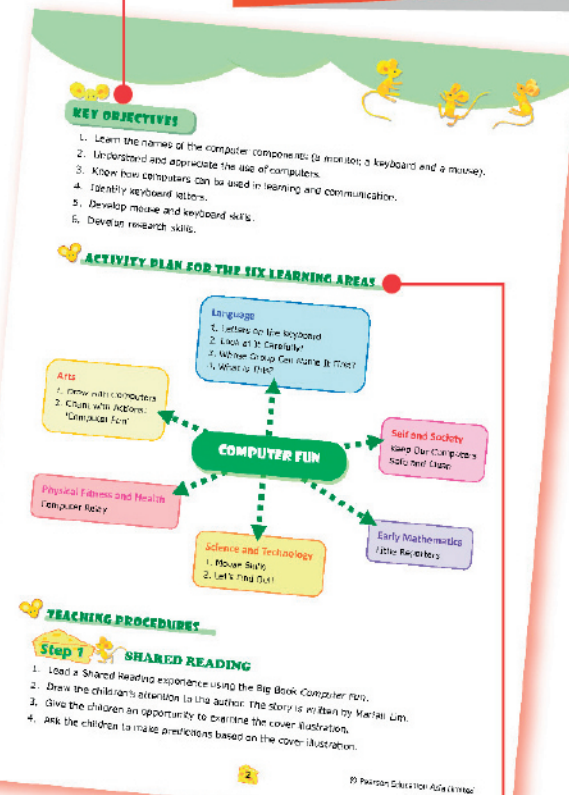 KEY OBJECTIVES
1. Learn the names of the computer components (a monitor, a keyboard and a mouse).
2. Understand and appreciate the use of computers.
3. Know how computers can be used in learning and communication.
4. Identify keyboard letters.
5. Develop mouse and keyboard skills.
6. Develop research skills.
ACTIVITY PLAN FOR THE SIX LEARNING AREAS
Language
1. Letters on the Keyboard
2. Look at It Carefully!
3. Whose Group Can Name It First?
4. What Is This?
Arts
1. Draw with Computers
2. Chant with Actions:
'Computer Fun'
COMPUTER FUN
Self and Society
Keep Our Computers
Safe and Clean
Physical Fitness and Health
Computer Relay
Science and Technology
1. Mouse Skills
2. Let's Find Out!
Early Mathematics
Little Reporters
TEACHING PROCEDURES
Step 1 SHARED READING
1. Lead a Shared Reading experience using the Big Book Computer Fun.
2. Draw the children's attention to the author. The story is written by Marian Lim.
3. Give the children an opportunity to examine the cover illustration.
4. Ask the children to make predictions based on the cover illustration.
2
© Pearson Education Asia Limited